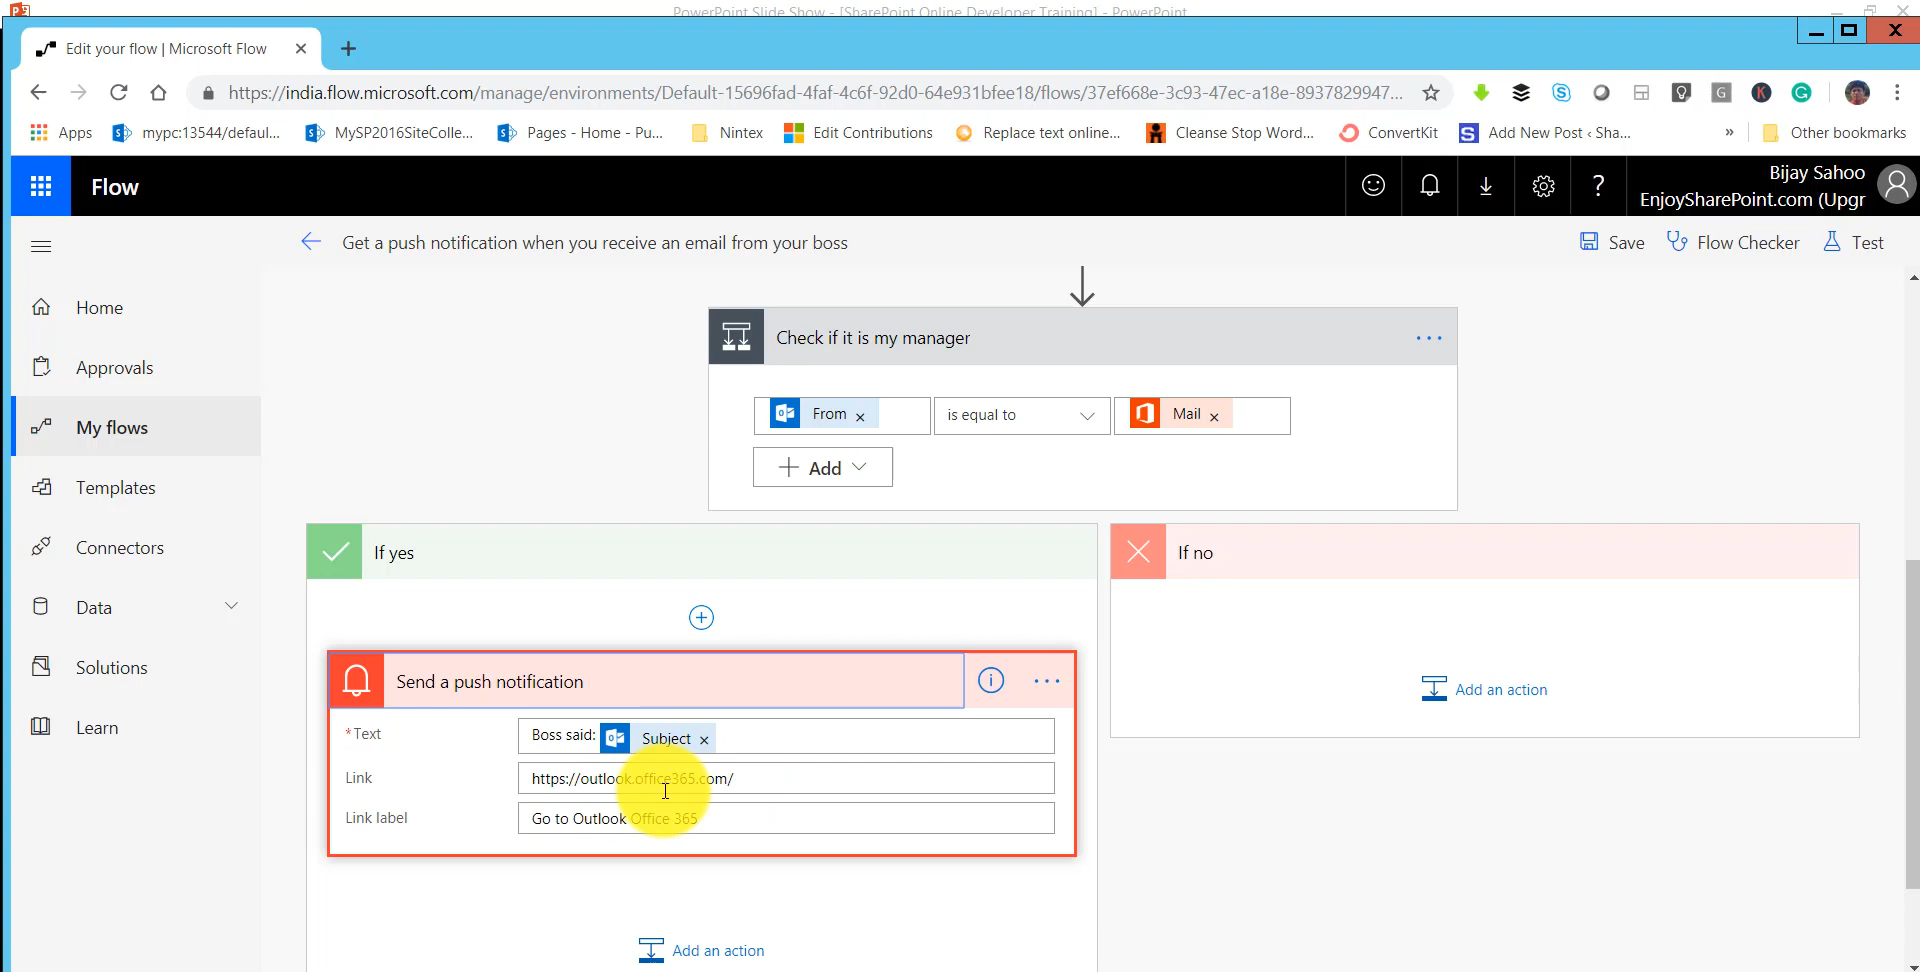 PowerPoint Slide Show - [SharePoint Online Developer Training] - PowerPoint
Edit your flow | Microsoft Flow
https://india.flow.microsoft.com/manage/environments/Default-15696fad-4faf-4c6f-92d0-64e931bfee18/flows/37ef668e-3c93-47ec-a18e-8937829947...
Apps mypc:13544/defaul... MySP2016SiteColle... Pages - Home - Pu... Nintex Edit Contributions Replace text online... Cleanse Stop Word... ConvertKit Add New Post ‹ Sha... » Other bookmarks
Flow
Bijay Sahoo
EnjoySharePoint.com (Upgr
Get a push notification when you receive an email from your boss
Save Flow Checker Test
Home
Approvals
My flows
Templates
Connectors
Data
Solutions
Learn
Check if it is my manager
From × is equal to Mail ×
+ Add
If yes
If no
Send a push notification
*Text Boss said: Subject ×
Link https://outlook.office365.com/
Link label Go to Outlook Office 365
Add an action
Add an action